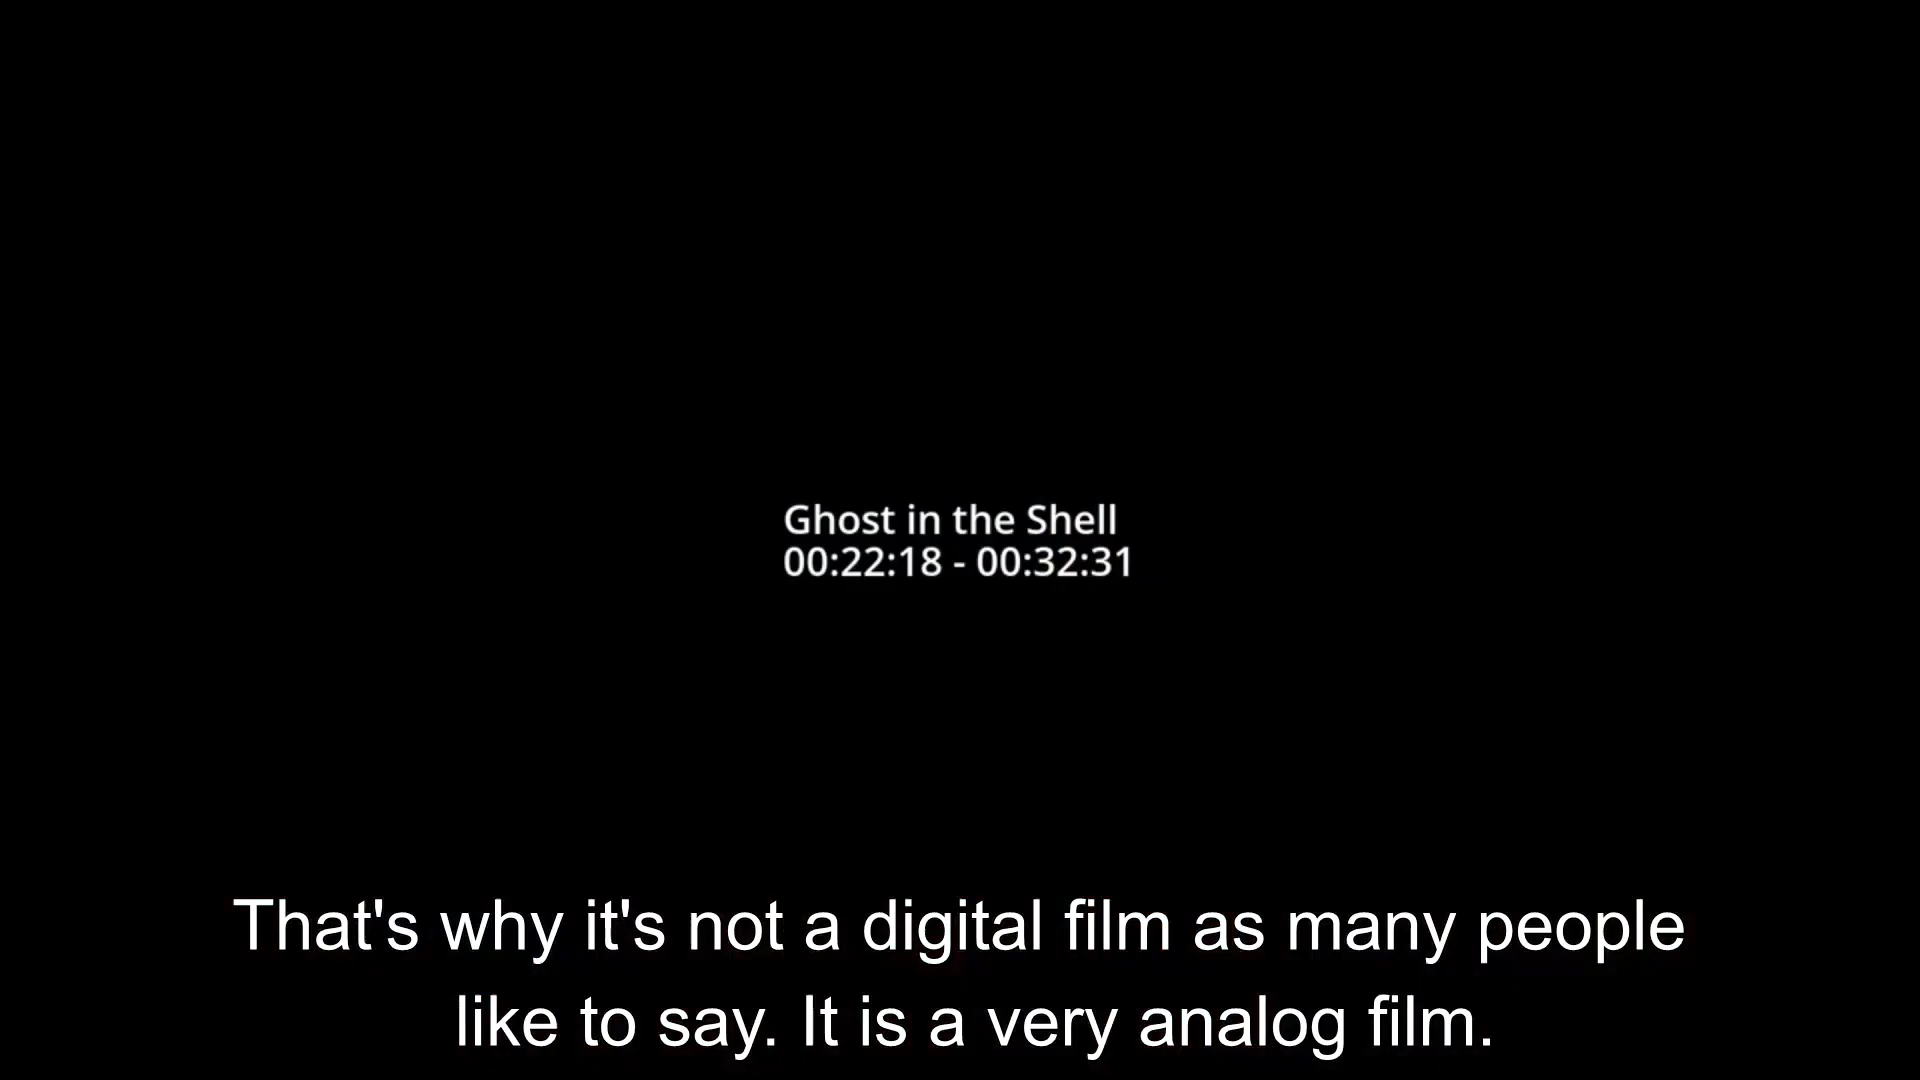 Ghost in the Shell
00:22:18 - 00:32:31
That's why it's not a digital film as many people
like to say. It is a very analog film.